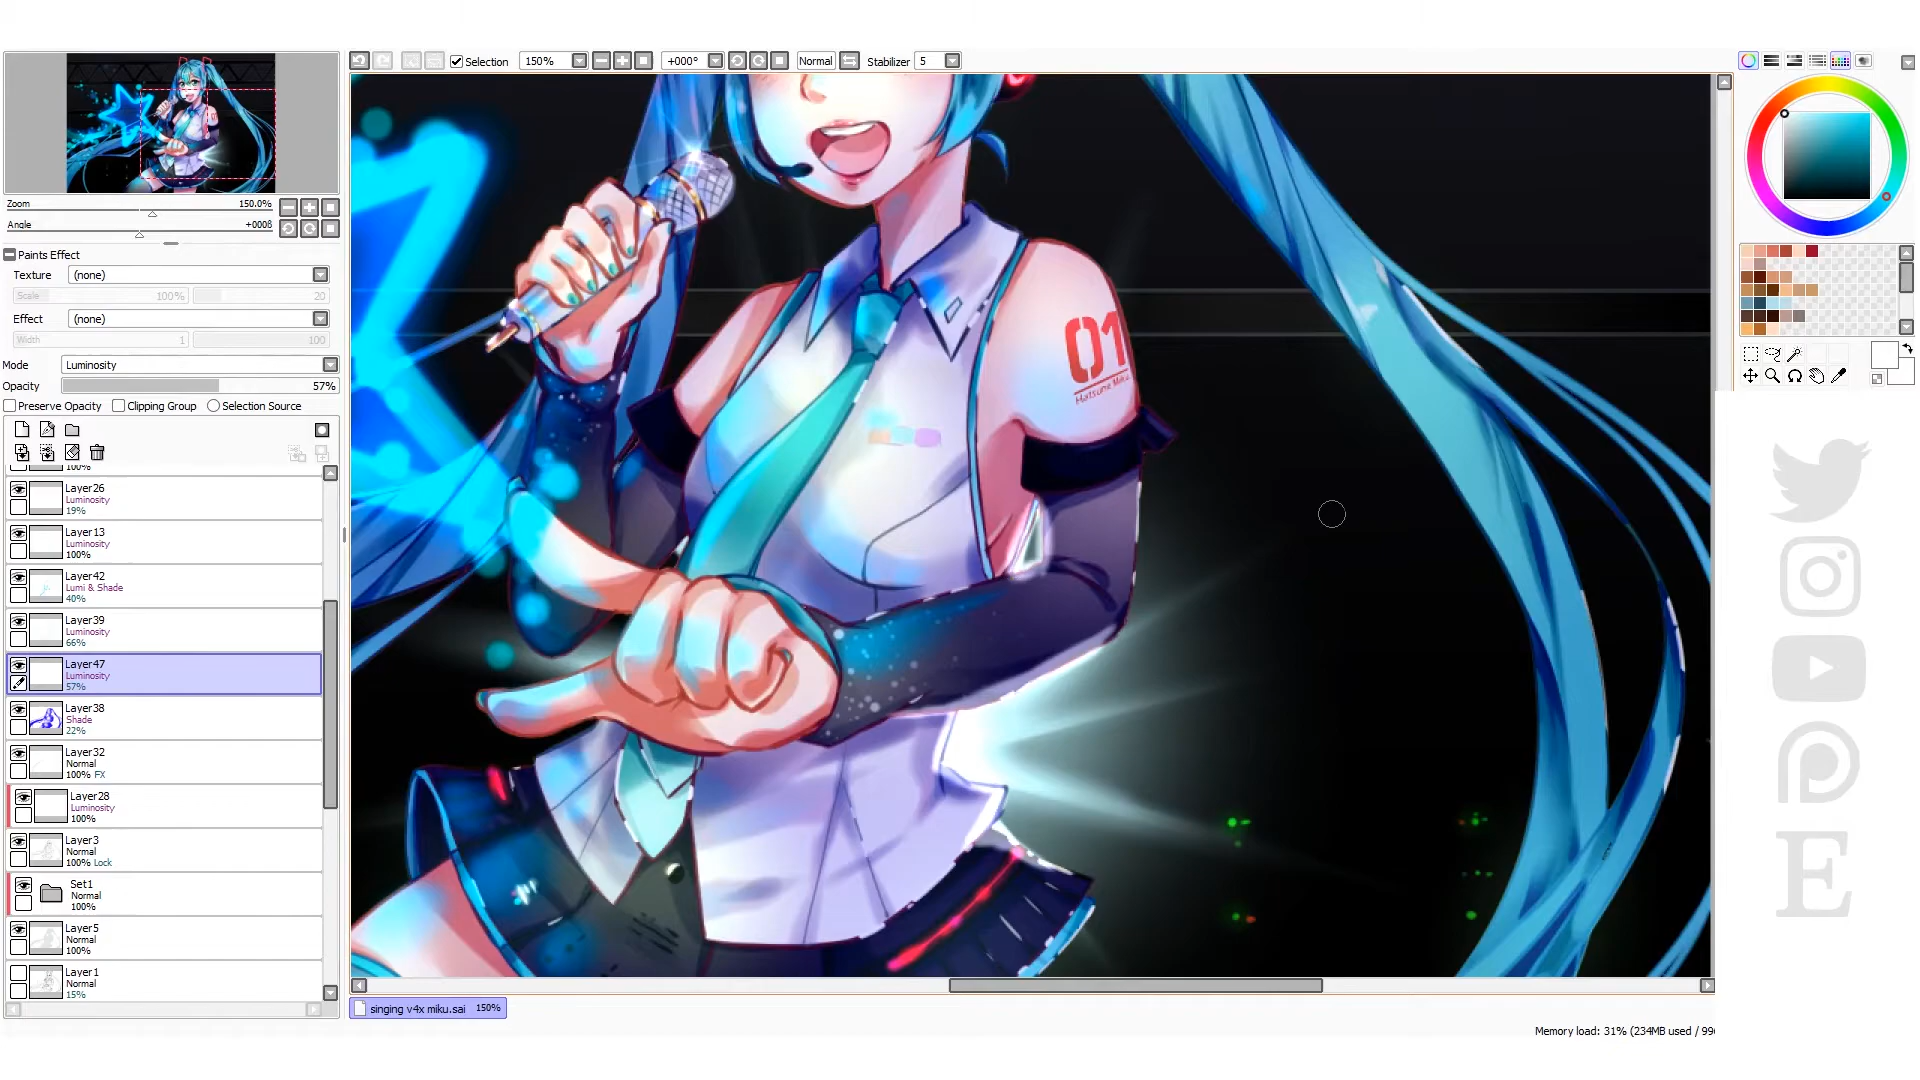 Selection 150% +000° Normal Stabilizer 5
Zoom 150.0%
Angle
Paints Effect
Texture (none)
Scale 100% 20
Effect (none)
Width 1 100
Mode Luminosity
Opacity 57%
Preserve Opacity Clipping Group Selection Source
100%
Layer26
Luminosity
19%
Layer13
Luminosity
100%
Layer42
Lumi & Shade
40%
Layer39
Luminosity
66%
Layer47
Luminosity
57%
Layer38
Shade
22%
Layer32
Normal
100% FX
Layer28
Luminosity
100%
Layer3
Normal
100% Lock
Set1
Normal
100%
Layer5
Normal
100%
Layer1
Normal
15%
01
Hatsune Miku
singing v4x miku.sai 150%
Memory load: 31% (234MB used / 99
E